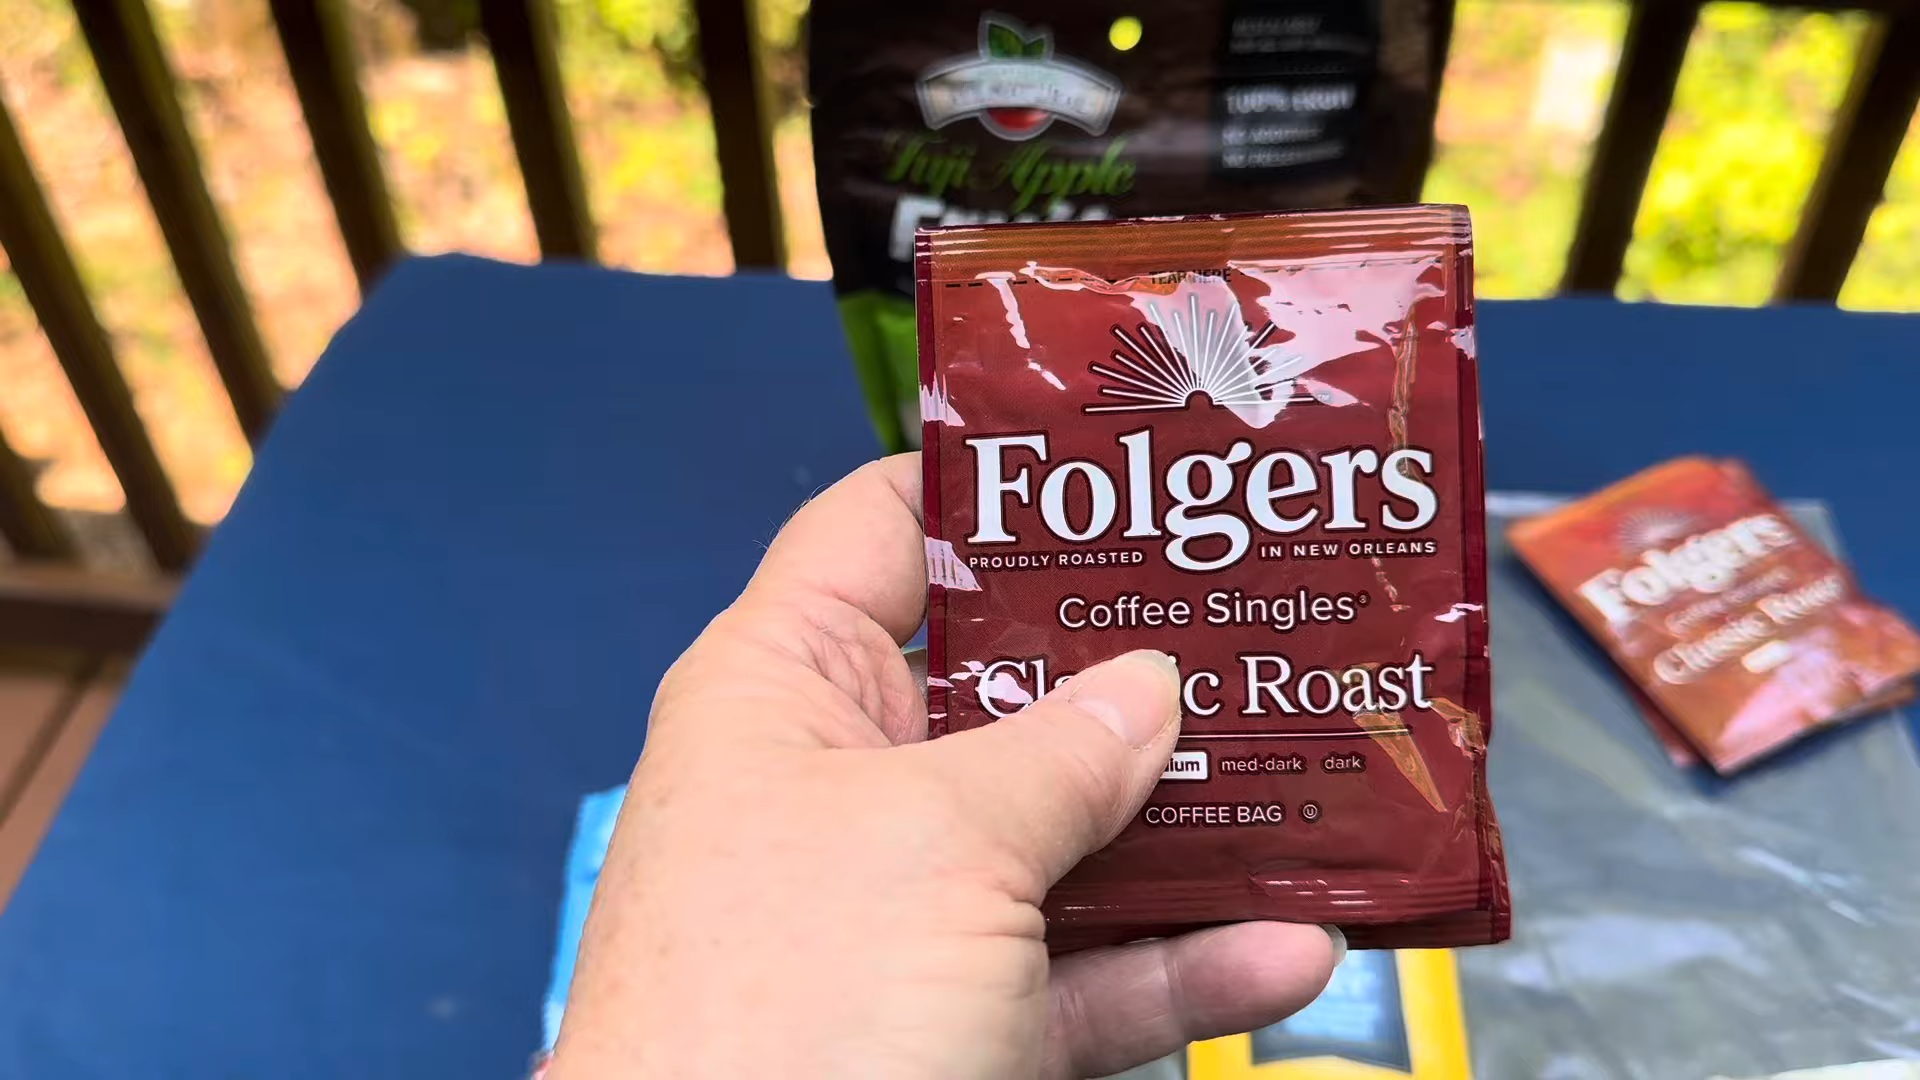 Fuji Apple
100% FRUIT
TEAR HERE
Folgers
PROUDLY ROASTED IN NEW ORLEANS
Coffee Singles
Classic Roast
med-dark dark
COFFEE BAG
Folgers
Classic Roast